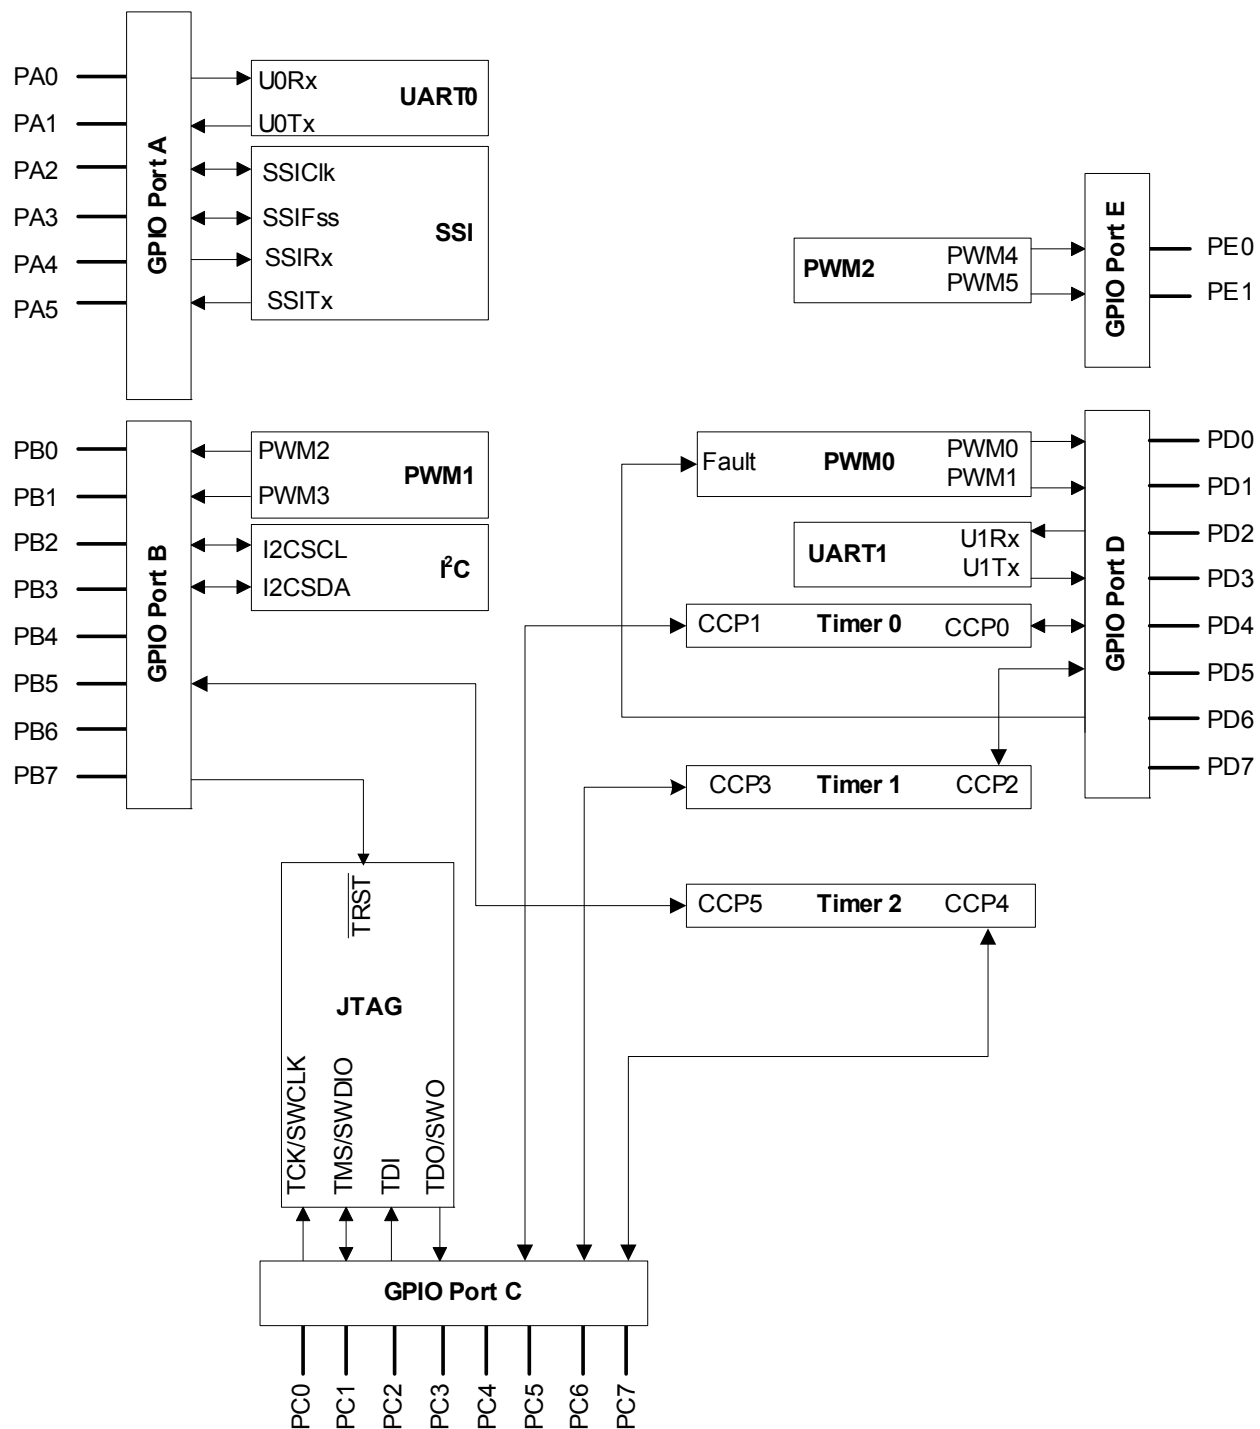 PA0
PA1
PA2
PA3
PA4
PA5
GPIO Port A
U0Rx
U0Tx
UART0
SSIClk
SSIFss
SSIRx
SSITx
SSI
PWM2
PWM4
PWM5
GPIO Port E
PE0
PE1
PB0
PB1
PB2
PB3
PB4
PB5
PB6
PB7
GPIO Port B
PWM2
PWM3
PWM1
I2CSCL
I2CSDA
I²C
Fault
PWM0
PWM0
PWM1
UART1
U1Rx
U1Tx
CCP1
Timer 0
CCP0
CCP3
Timer 1
CCP2
CCP5
Timer 2
CCP4
GPIO Port D
PD0
PD1
PD2
PD3
PD4
PD5
PD6
PD7
TRST
JTAG
TCK/SWCLK
TMS/SWDIO
TDI
TDO/SWO
GPIO Port C
PC0
PC1
PC2
PC3
PC4
PC5
PC6
PC7